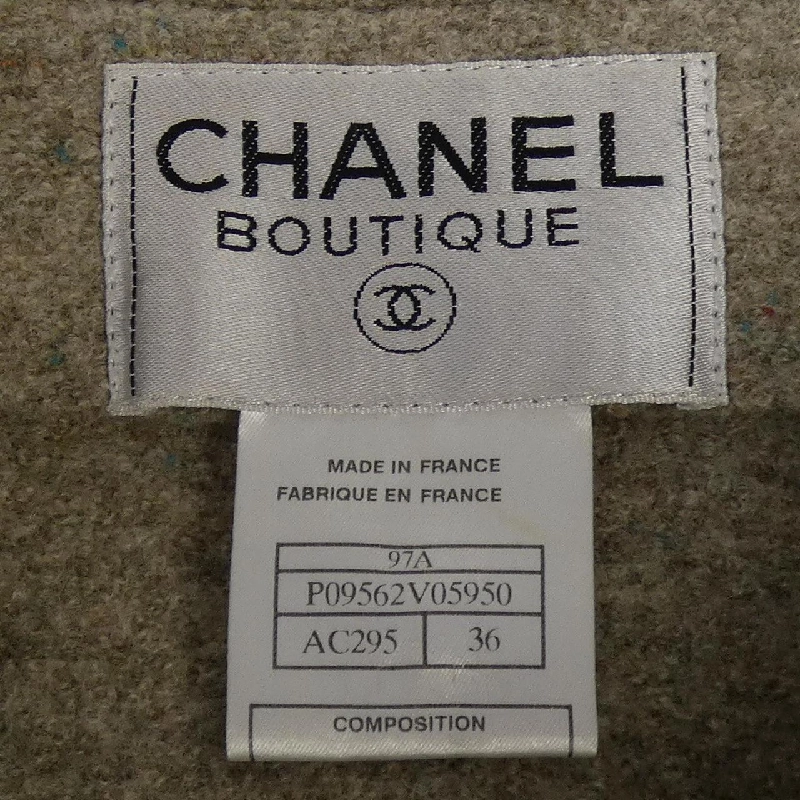 CHANEL
BOUTIQUE
MADE IN FRANCE
FABRIQUE EN FRANCE
97A
P09562V05950
AC295 36
COMPOSITION